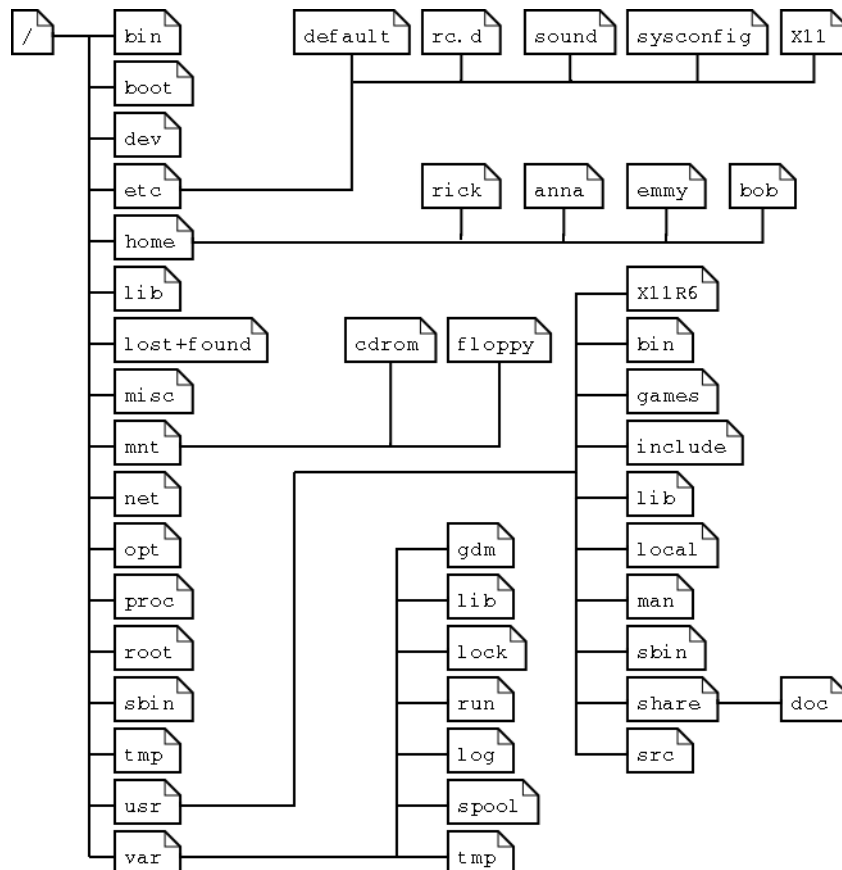 / bin default rc.d sound sysconfig X11
boot
dev
etc rick anna emmy bob
home
lib X11R6
lost+found cdrom floppy bin
misc games
mnt include
net lib
opt gdm local
proc lib man
root lock sbin
sbin run share doc
tmp log src
usr spool
var tmp